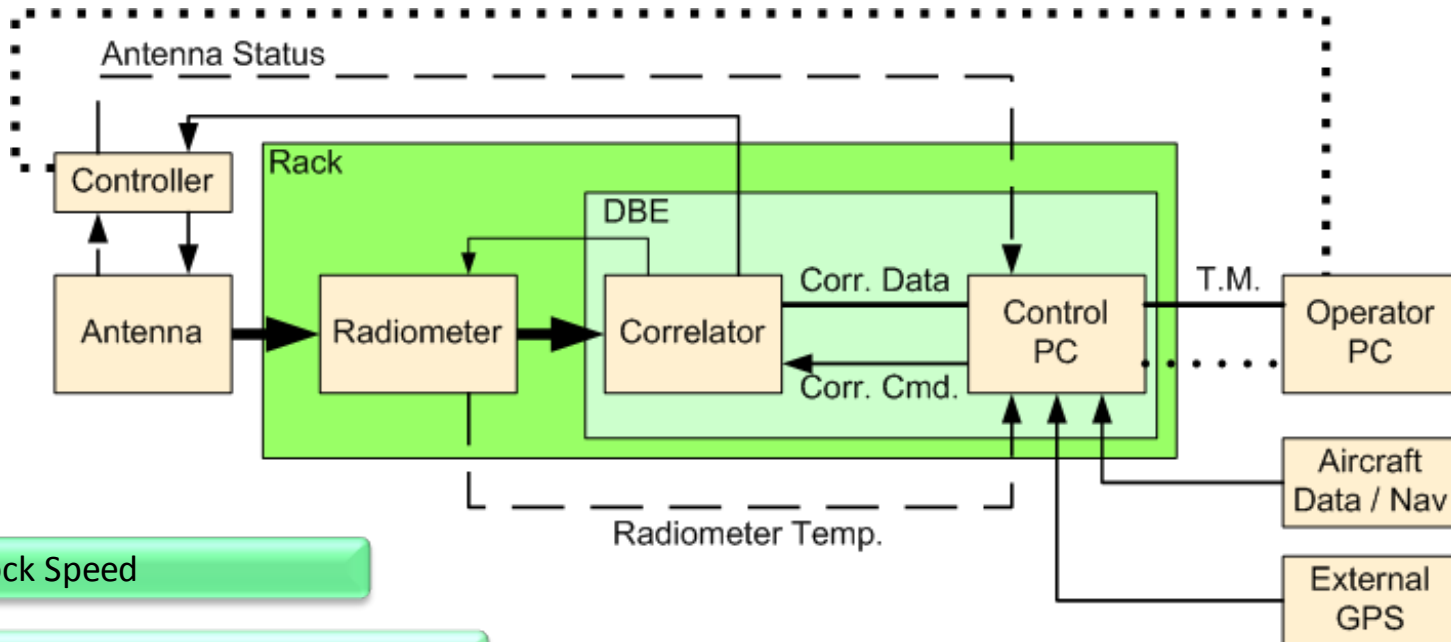 Antenna Status
Rack
Controller
DBE
Antenna
Radiometer
Correlator
Corr. Data
Corr. Cmd.
Control
PC
T.M.
Operator
PC
Aircraft
Data / Nav
Radiometer Temp.
Speed
External
GPS